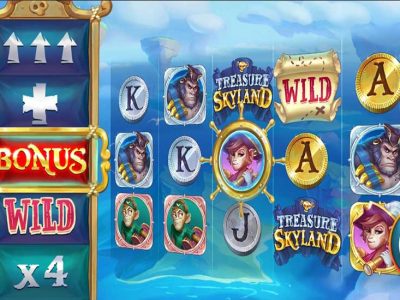 BONUS
WILD
x4
K
TREASURE
SKYLAND
WILD
A
K
A
J
TREASURE
SKYLAND